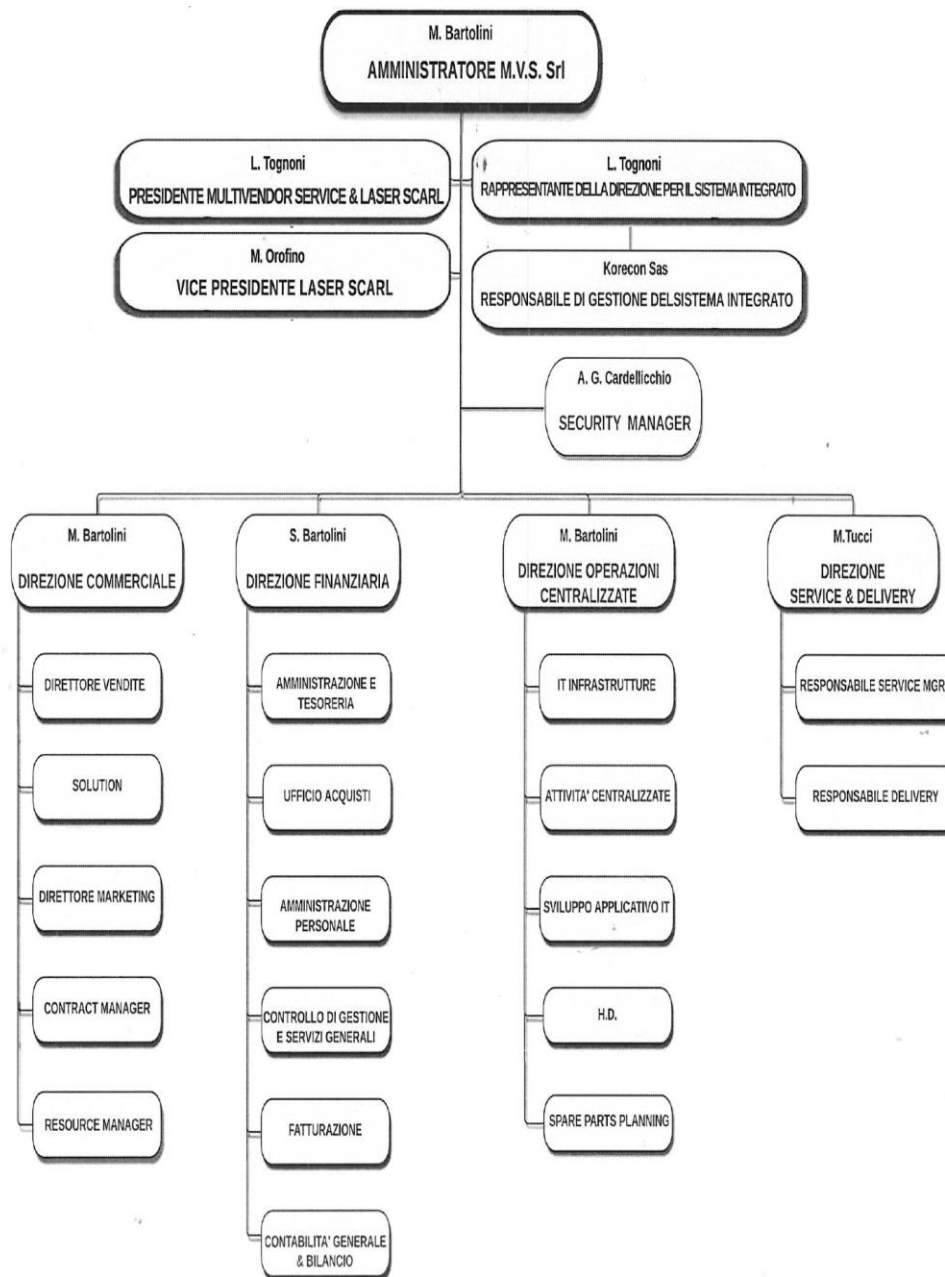 M. Bartolini
AMMINISTRATORE M.V.S. Srl
L. Tognoni
PRESIDENTE MULTIVENDOR SERVICE & LASER SCARL
L. Tognoni
RAPPRESENTANTE DELLA DIREZIONE PER IL SISTEMA INTEGRATO
M. Orofino
VICE PRESIDENTE LASER SCARL
Korecon Sas
RESPONSABILE DI GESTIONE DELSISTEMA INTEGRATO
A. G. Cardellicchio
SECURITY MANAGER
M. Bartolini
DIREZIONE COMMERCIALE
DIRETTORE VENDITE
SOLUTION
DIRETTORE MARKETING
CONTRACT MANAGER
RESOURCE MANAGER
S. Bartolini
DIREZIONE FINANZIARIA
AMMINISTRAZIONE E
TESORERIA
UFFICIO ACQUISTI
AMMINISTRAZIONE
PERSONALE
CONTROLLO DI GESTIONE
E SERVIZI GENERALI
FATTURAZIONE
CONTABILITA' GENERALE
& BILANCIO
M. Bartolini
DIREZIONE OPERAZIONI
CENTRALIZZATE
IT INFRASTRUTTURE
ATTIVITA' CENTRALIZZATE
SVILUPPO APPLICATIVO IT
H.D.
SPARE PARTS PLANNING
M.Tucci
DIREZIONE
SERVICE & DELIVERY
RESPONSABILE SERVICE MGR
RESPONSABILE DELIVERY